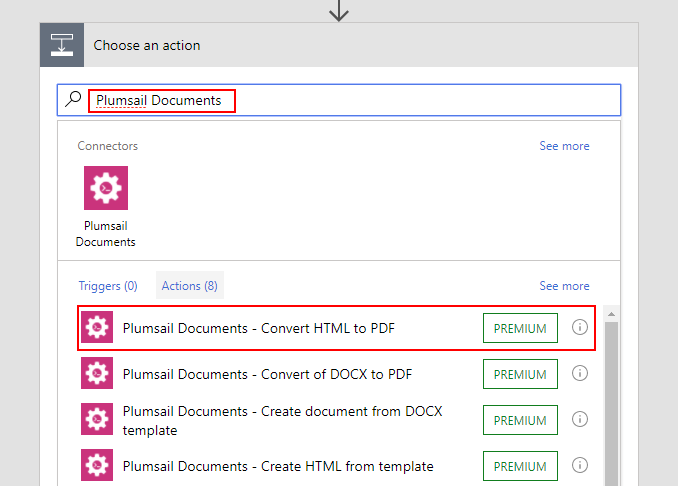 Choose an action
Plumsail Documents
Connectors
See more
Plumsail
Documents
Triggers (0)
Actions (8)
See more
Plumsail Documents - Convert HTML to PDF
PREMIUM
Plumsail Documents - Convert of DOCX to PDF
PREMIUM
Plumsail Documents - Create document from DOCX
template
PREMIUM
Plumsail Documents - Create HTML from template
PREMIUM